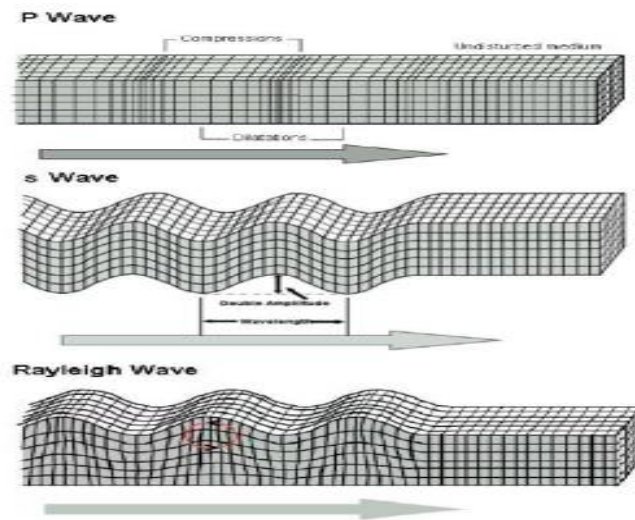 P Wave
Compressions
Undisturbed medium
Dilatations
s Wave
Double Amplitude
Wavelength
Rayleigh Wave